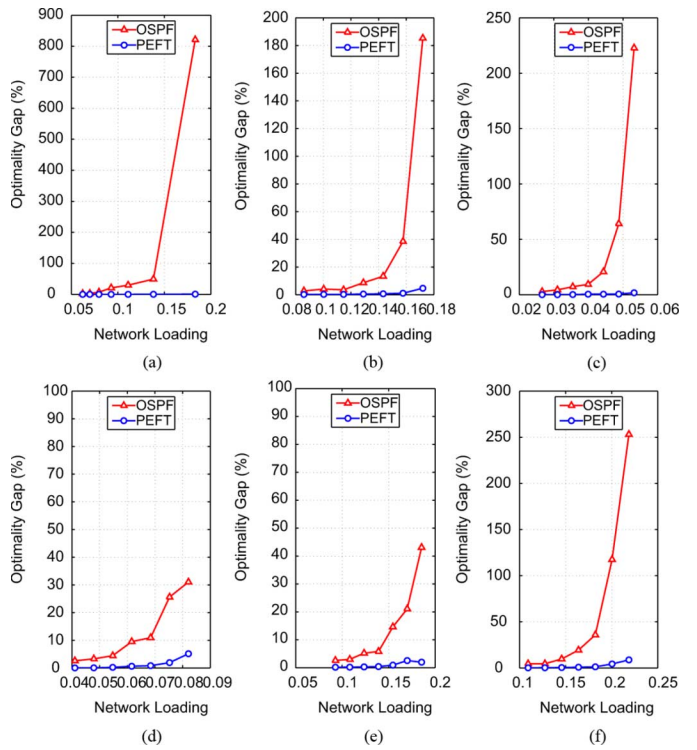 900
800
700
600
500
400
300
200
100
0
Optimality Gap (%)
OSPF
PEFT
0.05 0.1 0.15 0.2
Network Loading
(a)
200
180
160
140
120
100
80
60
40
20
0
Optimality Gap (%)
OSPF
PEFT
0.08 0.1 0.12 0.14 0.16 0.18
Network Loading
(b)
250
200
150
100
50
0
Optimality Gap (%)
OSPF
PEFT
0.02 0.03 0.04 0.05 0.06
Network Loading
(c)
100
90
80
70
60
50
40
30
20
10
0
Optimality Gap (%)
OSPF
PEFT
0.04 0.05 0.06 0.07 0.08 0.09
Network Loading
(d)
100
90
80
70
60
50
40
30
20
10
0
Optimality Gap (%)
OSPF
PEFT
0.05 0.1 0.15 0.2
Network Loading
(e)
300
250
200
150
100
50
0
Optimality Gap (%)
OSPF
PEFT
0.1 0.15 0.2 0.25
Network Loading
(f)